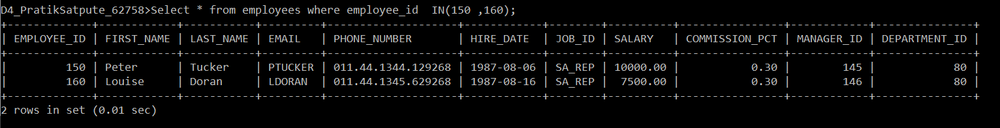 D4_PratikSatpute_62758>Select * from employees where employee_id  IN(150 ,160);
+-------------+------------+-----------+---------+--------------------+------------+--------+----------+----------------+------------+---------------+
| EMPLOYEE_ID | FIRST_NAME | LAST_NAME | EMAIL   | PHONE_NUMBER       | HIRE_DATE  | JOB_ID | SALARY   | COMMISSION_PCT | MANAGER_ID | DEPARTMENT_ID |
+-------------+------------+-----------+---------+--------------------+------------+--------+----------+----------------+------------+---------------+
|         150 | Peter      | Tucker    | PTUCKER | 011.44.1344.129268 | 1987-08-06 | SA_REP | 10000.00 |           0.30 |        145 |            80 |
|         160 | Louise     | Doran     | LDORAN  | 011.44.1345.629268 | 1987-08-16 | SA_REP |  7500.00 |           0.30 |        146 |            80 |
+-------------+------------+-----------+---------+--------------------+------------+--------+----------+----------------+------------+---------------+
2 rows in set (0.01 sec)